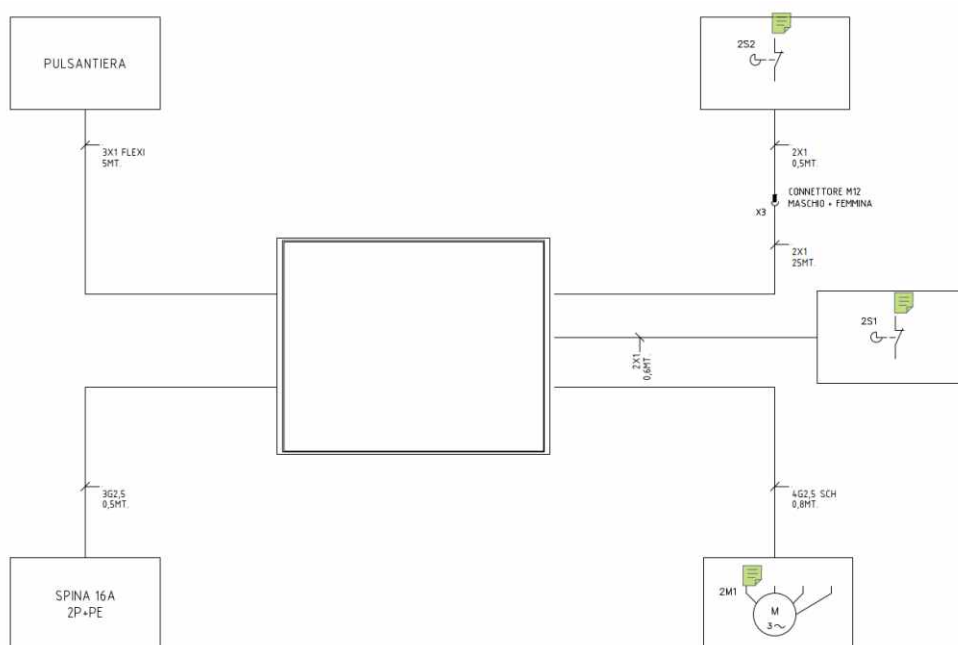 PULSANTIERA
3X1 FLEXI
5MT.
2S2
2X1
0,5MT.
CONNETTORE M12
MASCHIO + FEMMINA
X3
2X1
25MT.
2S1
2X1
0,6MT.
3G2,5
0,5MT.
4G2,5 SCH
0,8MT.
SPINA 16A
2P+PE
2M1
M
3~